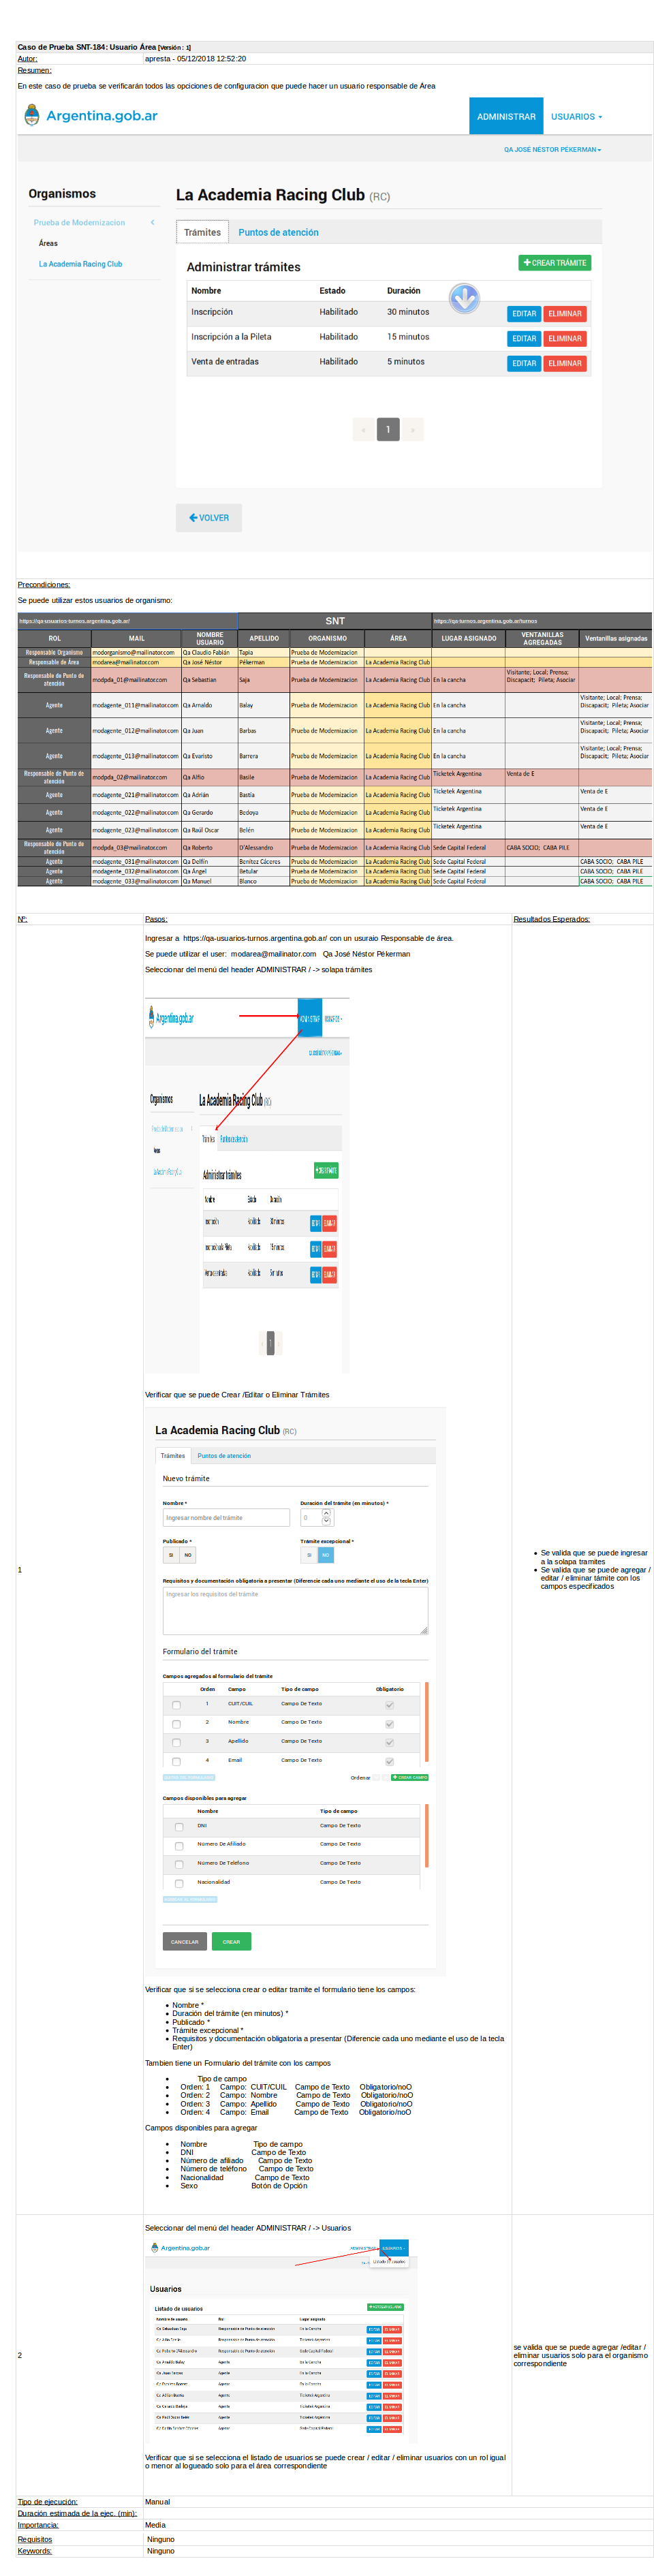 Caso de Prueba SNT-184: Usuario Área [Versión : 1]
Autor: apresta - 05/12/2018 12:52:20
Resumen:
En este caso de prueba se verificarán todos las opciciones de configuracion que puede hacer un usuario responsable de Área
Argentina.gob.ar
ADMINISTRAR USUARIOS
QA JOSÉ NÉSTOR PÉKERMAN
Organismos
Prueba de Modernizacion
Áreas
La Academia Racing Club
La Academia Racing Club (RC)
Trámites Puntos de atención
Administrar trámites
CREAR TRÁMITE
Nombre Estado Duración
Inscripción Habilitado 30 minutos EDITAR ELIMINAR
Inscripción a la Pileta Habilitado 15 minutos EDITAR ELIMINAR
Venta de entradas Habilitado 5 minutos EDITAR ELIMINAR
« 1 »
VOLVER
Precondiciones:
Se puede utilizar estos usuarios de organismo:
https://qa-usuarios-turnos.argentina.gob.ar/ SNT https://qa-turnos.argentina.gob.ar/turnos
ROL MAIL NOMBRE USUARIO APELLIDO ORGANISMO ÁREA LUGAR ASIGNADO VENTANILLAS AGREGADAS Ventanillas asignadas
Responsable Organismo modorganismo@mailinator.com Qa Claudio Fabián Tapia Prueba de Modernizacion
Responsable de Área modarea@mailinator.com Qa José Néstor Pékerman Prueba de Modernizacion La Academia Racing Club
Responsable de Punto de atención modpda_01@mailinator.com Qa Sebastian Saja Prueba de Modernizacion La Academia Racing Club En la cancha Visitante; Local; Prensa; Discapacit; Pileta; Asociar
Agente modagente_011@mailinator.com Qa Arnaldo Balay Prueba de Modernizacion La Academia Racing Club En la cancha Visitante; Local; Prensa; Discapacit; Pileta; Asociar
Agente modagente_012@mailinator.com Qa Juan Barbas Prueba de Modernizacion La Academia Racing Club En la cancha Visitante; Local; Prensa; Discapacit; Pileta; Asociar
Agente modagente_013@mailinator.com Qa Evaristo Barrera Prueba de Modernizacion La Academia Racing Club En la cancha Visitante; Local; Prensa; Discapacit; Pileta; Asociar
Responsable de Punto de atención modpda_02@mailinator.com Qa Alfio Basile Prueba de Modernizacion La Academia Racing Club Ticketek Argentina Venta de E
Agente modagente_021@mailinator.com Qa Adrián Bastía Prueba de Modernizacion La Academia Racing Club Ticketek Argentina Venta de E
Agente modagente_022@mailinator.com Qa Gerardo Bedoya Prueba de Modernizacion La Academia Racing Club Ticketek Argentina Venta de E
Agente modagente_023@mailinator.com Qa Raúl Oscar Belén Prueba de Modernizacion La Academia Racing Club Ticketek Argentina Venta de E
Responsable de Punto de atención modpda_03@mailinator.com Qa Roberto D'Alessandro Prueba de Modernizacion La Academia Racing Club Sede Capital Federal CABA SOCIO; CABA PILE
Agente modagente_031@mailinator.com Qa Delfín Benítez Cáceres Prueba de Modernizacion La Academia Racing Club Sede Capital Federal CABA SOCIO; CABA PILE
Agente modagente_032@mailinator.com Qa Ángel Betular Prueba de Modernizacion La Academia Racing Club Sede Capital Federal CABA SOCIO; CABA PILE
Agente modagente_033@mailinator.com Qa Manuel Blanco Prueba de Modernizacion La Academia Racing Club Sede Capital Federal CABA SOCIO; CABA PILE
Nº: Pasos: Resultados Esperados:
1
Ingresar a https://qa-usuarios-turnos.argentina.gob.ar/ con un usuraio Responsable de área.
Se puede utilizar el user: modarea@mailinator.com Qa José Néstor Pékerman
Seleccionar del menú del header ADMINISTRAR / -> solapa trámites
Argentina.gob.ar
Organismos
La Academia Racing Club (RC)
Trámites Puntos de atención
Administrar trámites
Verificar que se puede Crear /Editar o Eliminar Trámites
La Academia Racing Club (RC)
Trámites Puntos de atención
Nuevo trámite
Nombre * Duración del trámite (en minutos) *
Ingresar nombre del trámite 0
Publicado * Trámite excepcional *
SI NO SI NO
Requisitos y documentación obligatoria a presentar (Diferencie cada uno mediante el uso de la tecla Enter)
Ingresar los requisitos del trámite
Formulario del trámite
Campos agregados al formulario del trámite
Orden Campo Tipo de campo Obligatorio
1 CUIT/CUIL Campo De Texto
2 Nombre Campo De Texto
3 Apellido Campo De Texto
4 Email Campo De Texto
Ordenar CREAR CAMPO
Campos disponibles para agregar
Nombre Tipo de campo
DNI Campo De Texto
Número De Afiliado Campo De Texto
Número De Teléfono Campo De Texto
Nacionalidad Campo De Texto
CANCELAR CREAR
Verificar que si se selecciona crear o editar tramite el formulario tiene los campos:
• Nombre *
• Duración del trámite (en minutos) *
• Publicado *
• Trámite excepcional *
• Requisitos y documentación obligatoria a presentar (Diferencie cada uno mediante el uso de la tecla
Enter)
Tambien tiene un Formulario del trámite con los campos
• Tipo de campo
• Orden: 1 Campo: CUIT/CUIL Campo de Texto Obligatorio/noO
• Orden: 2 Campo: Nombre Campo de Texto Obligatorio/noO
• Orden: 3 Campo: Apellido Campo de Texto Obligatorio/noO
• Orden: 4 Campo: Email Campo de Texto Obligatorio/noO
Campos disponibles para agregar
• Nombre Tipo de campo
• DNI Campo de Texto
• Número de afiliado Campo de Texto
• Número de teléfono Campo de Texto
• Nacionalidad Campo de Texto
• Sexo Botón de Opción
• Se valida que se puede ingresar
a la solapa tramites
• Se valida que se puede agregar /
editar / eliminar támite con los
campos especificados
2
Seleccionar del menú del header ADMINISTRAR / -> Usuarios
Argentina.gob.ar
USUARIOS
Listado de usuarios
Usuarios
Listado de usuarios
Verificar que si se selecciona el listado de usuarios se puede crear / editar / eliminar usuarios con un rol igual
o menor al logueado solo para el área correspondiente
se valida que se puede agregar /editar /
eliminar usuarios solo para el organismo
correspondiente
Tipo de ejecución: Manual
Duración estimada de la ejec. (min):
Importancia: Media
Requisitos Ninguno
Keywords: Ninguno